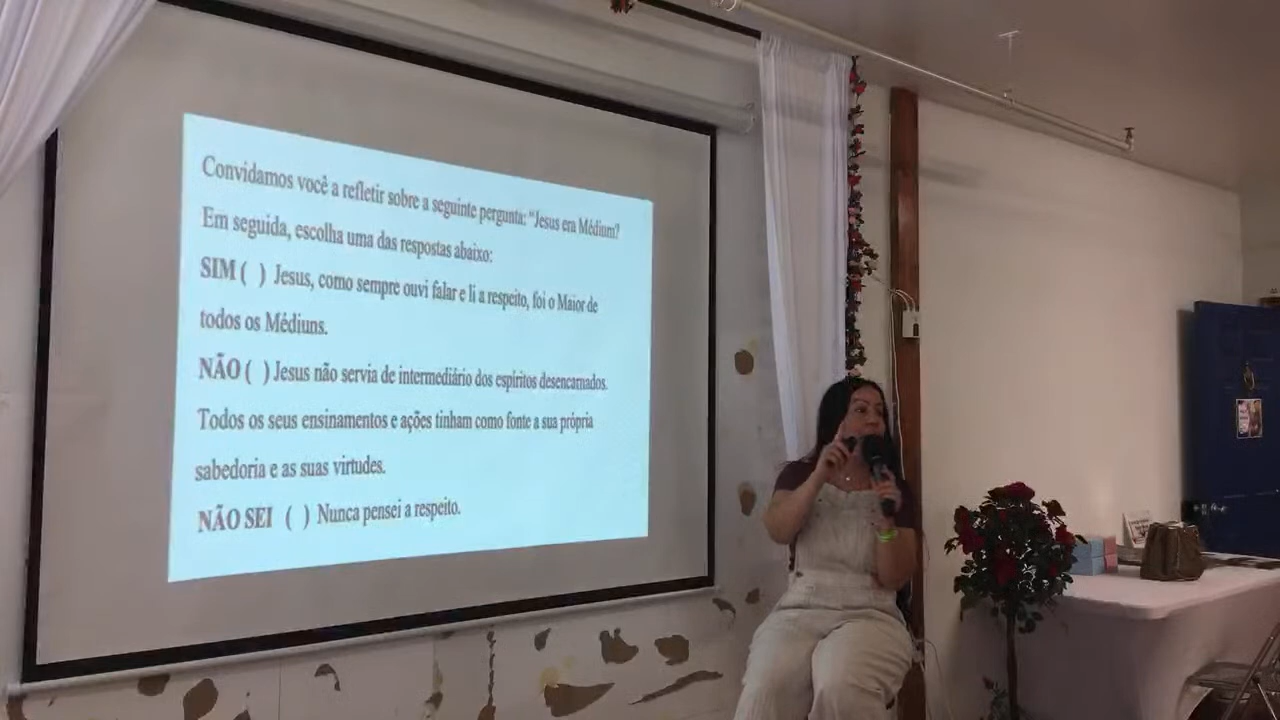 Convidamos você a refletir sobre a seguinte pergunta: "Jesus era Médium?
Em seguida, escolha uma das respostas abaixo:
SIM ( ) Jesus, como sempre ouvi falar e li a respeito, foi o Maior de
todos os Médiuns.
NÃO ( ) Jesus não servia de intermediário dos espíritos desencarnados.
Todos os seus ensinamentos e ações tinham como fonte a sua própria
sabedoria e as suas virtudes.
NÃO SEI ( ) Nunca pensei a respeito.